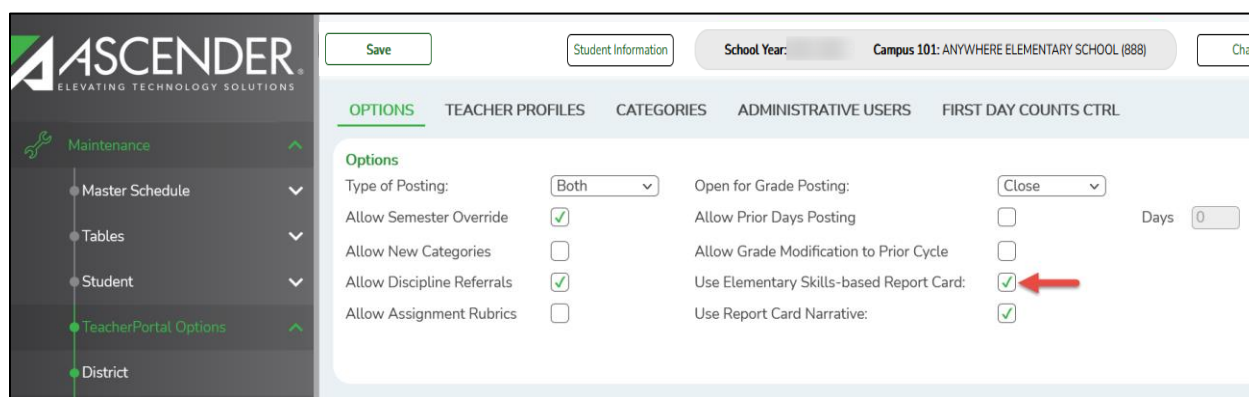 ASCENDER®
ELEVATING TECHNOLOGY SOLUTIONS
Save
Student Information
School Year:
Campus 101: ANYWHERE ELEMENTARY SCHOOL (888)
Cha
Maintenance
Master Schedule
Tables
Student
TeacherPortal Options
District
OPTIONS TEACHER PROFILES CATEGORIES ADMINISTRATIVE USERS FIRST DAY COUNTS CTRL
Options
Type of Posting: Both Open for Grade Posting: Close
Allow Semester Override Allow Prior Days Posting Days 0
Allow New Categories Allow Grade Modification to Prior Cycle
Allow Discipline Referrals Use Elementary Skills-based Report Card:
Allow Assignment Rubrics Use Report Card Narrative: